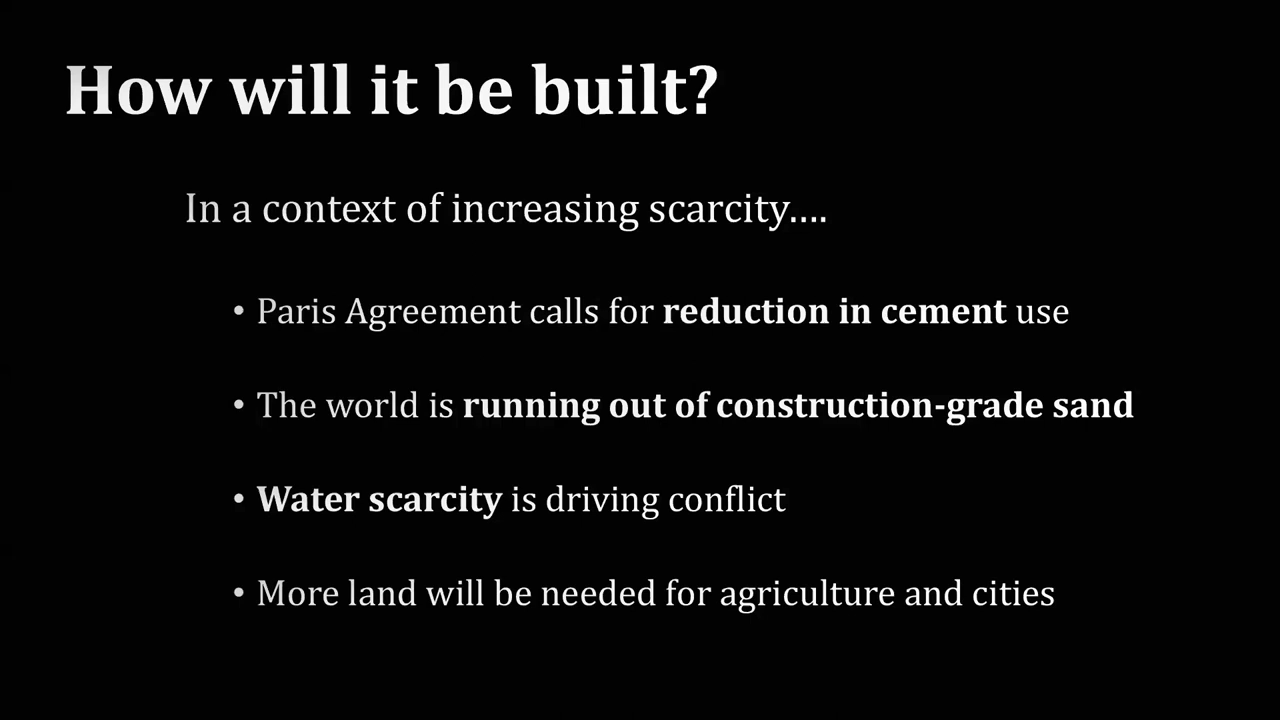 How will it be built?
In a context of increasing scarcity....
• Paris Agreement calls for reduction in cement use
• The world is running out of construction-grade sand
• Water scarcity is driving conflict
• More land will be needed for agriculture and cities